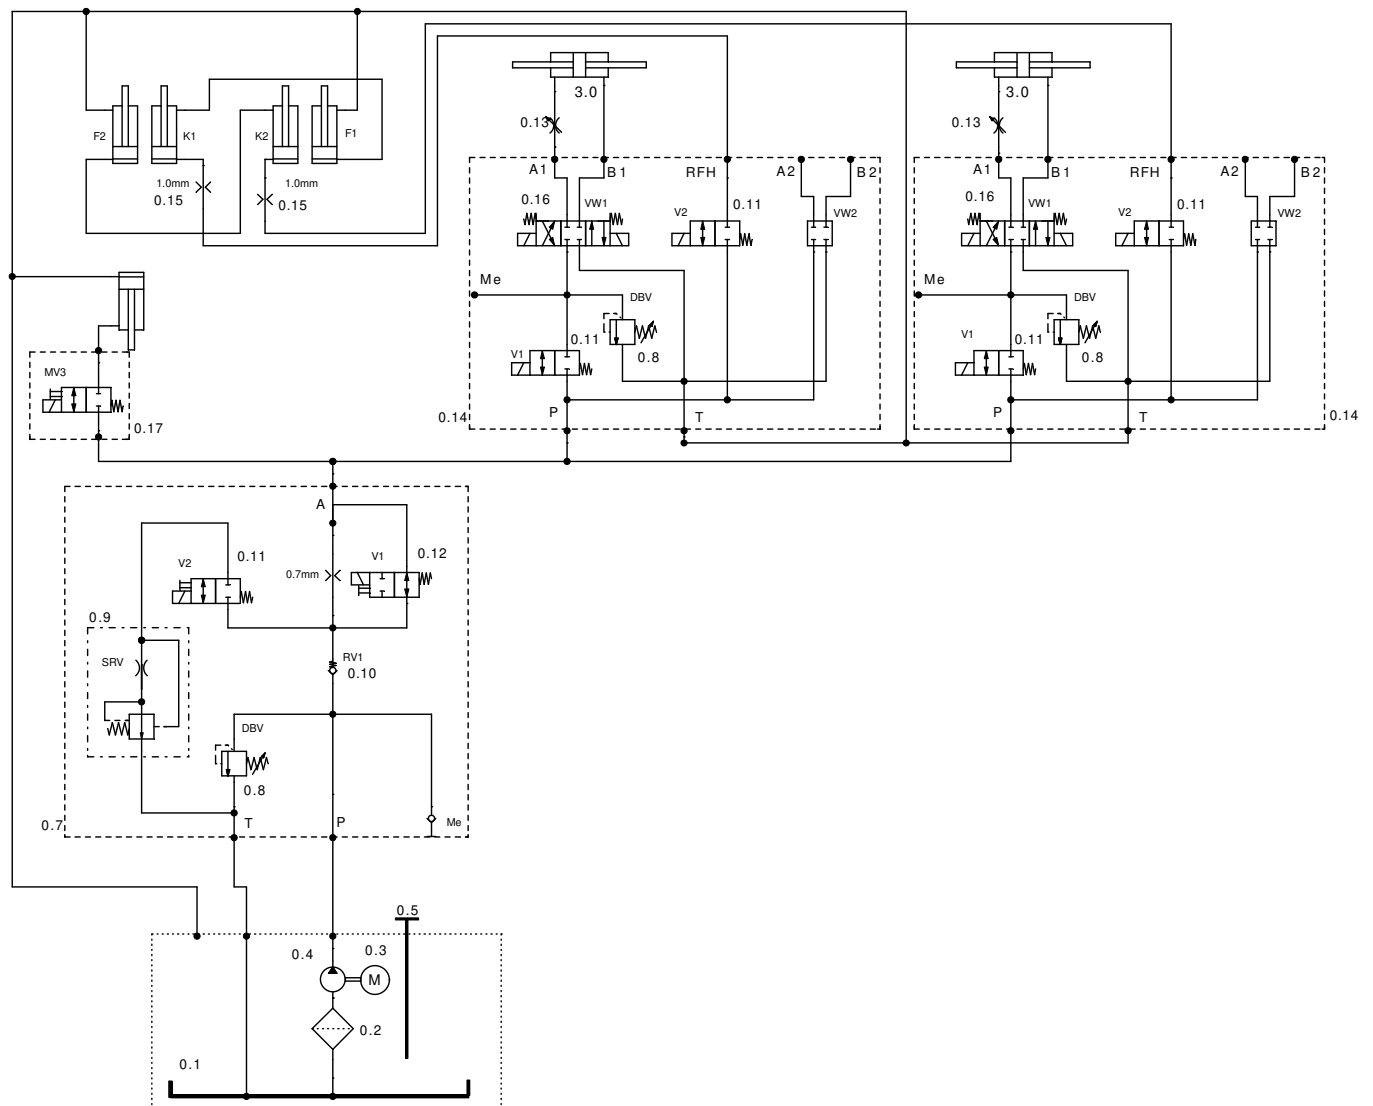 3.0
3.0
0.13
0.13
F2
K1
K2
F1
1.0mm
0.15
1.0mm
0.15
A1
B1
RFH
A2
B2
A1
B1
RFH
A2
B2
0.16
VW1
V2
0.11
VW2
0.16
VW1
V2
0.11
VW2
Me
DBV
Me
DBV
V1
0.11
0.8
V1
0.11
0.8
MV3
0.17
0.14
P
T
P
T
0.14
A
V2
0.11
0.7mm
V1
0.12
0.9
SRV
RV1
0.10
DBV
0.8
0.7
T
P
Me
0.5
0.4
0.3
M
0.2
0.1